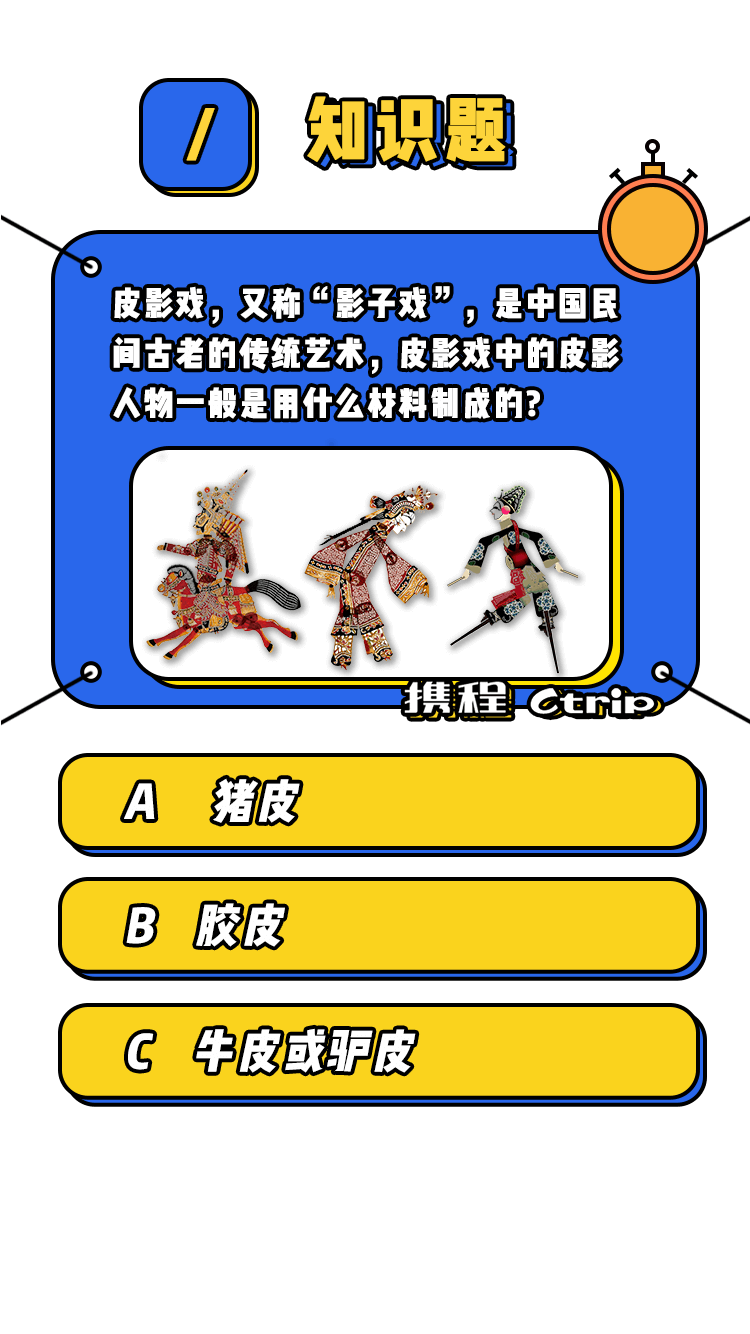 / 知识题
皮影戏，又称“影子戏”，是中国民
间古老的传统艺术，皮影戏中的皮影
人物一般是用什么材料制成的？
携程 Ctrip
A 猪皮
B 胶皮
C 牛皮或驴皮